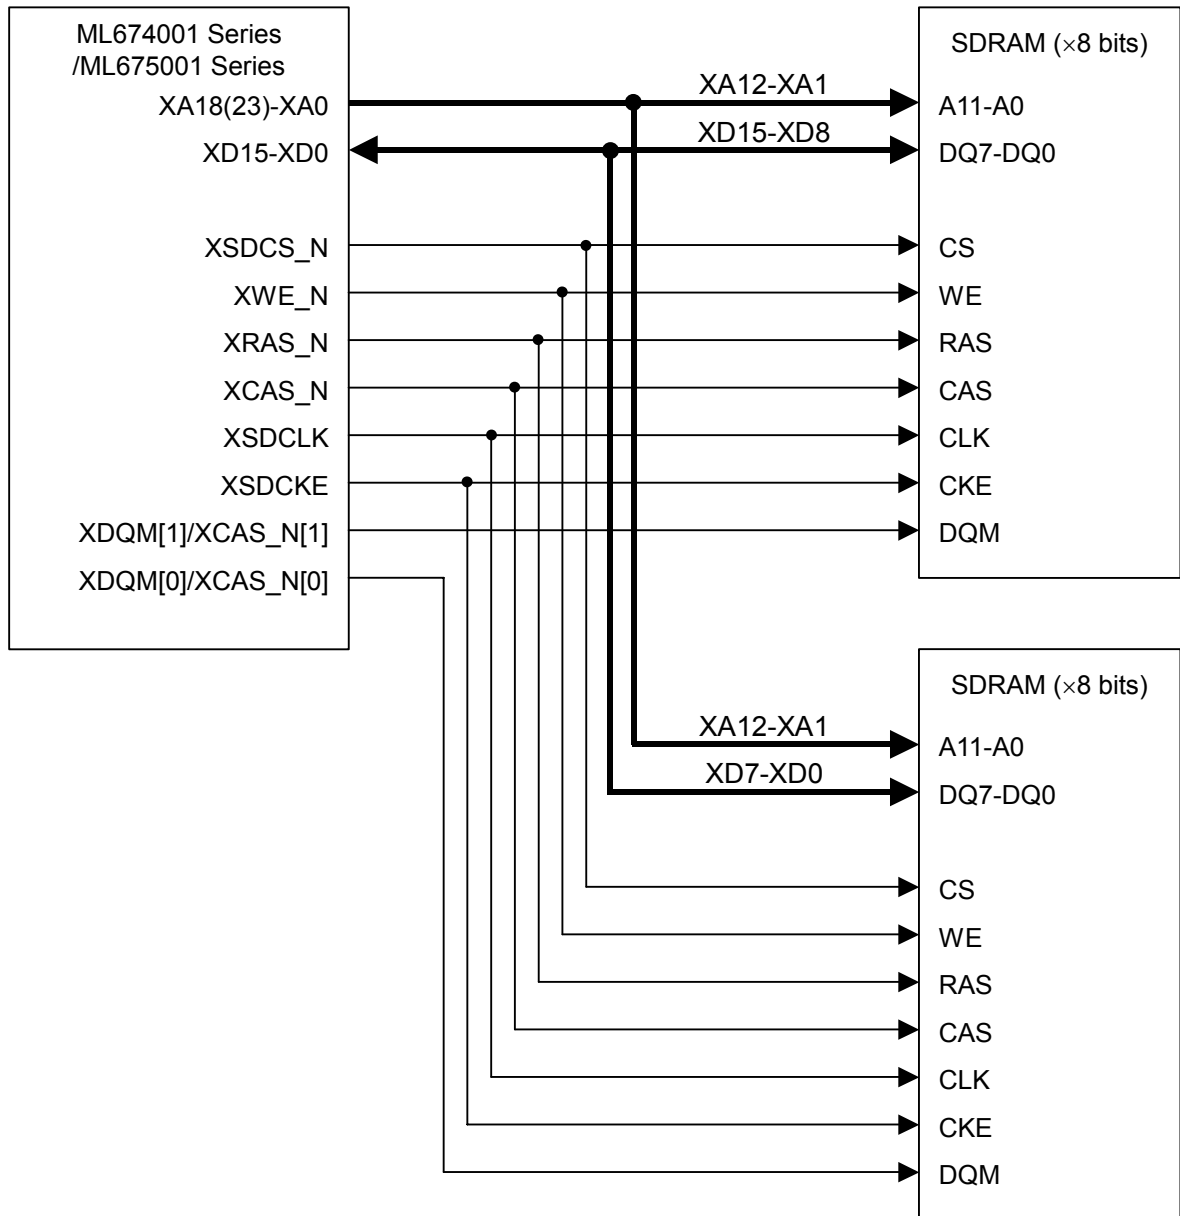 ML674001 Series
/ML675001 Series
XA18(23)-XA0
XD15-XD0
XSDCS_N
XWE_N
XRAS_N
XCAS_N
XSDCLK
XSDCKE
XDQM[1]/XCAS_N[1]
XDQM[0]/XCAS_N[0]
XA12-XA1
XD15-XD8
SDRAM (×8 bits)
A11-A0
DQ7-DQ0
CS
WE
RAS
CAS
CLK
CKE
DQM
XA12-XA1
XD7-XD0
SDRAM (×8 bits)
A11-A0
DQ7-DQ0
CS
WE
RAS
CAS
CLK
CKE
DQM